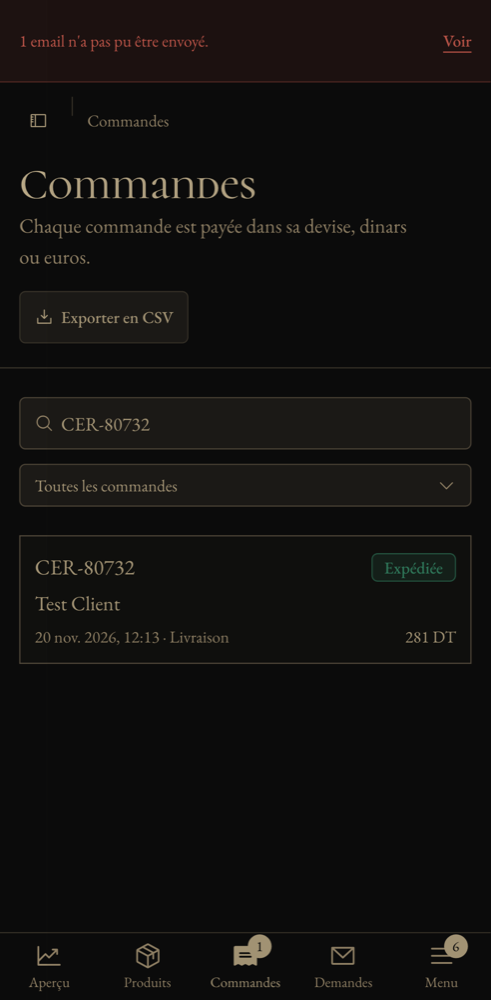 1 email n'a pas pu être envoyé.
Voir
Commandes
Commandes
Chaque commande est payée dans sa devise, dinars
ou euros.
Exporter en CSV
CER-80732
Toutes les commandes
CER-80732
Expédiée
Test Client
20 nov. 2026, 12:13 · Livraison
281 DT
1
6
Aperçu
Produits
Commandes
Demandes
Menu